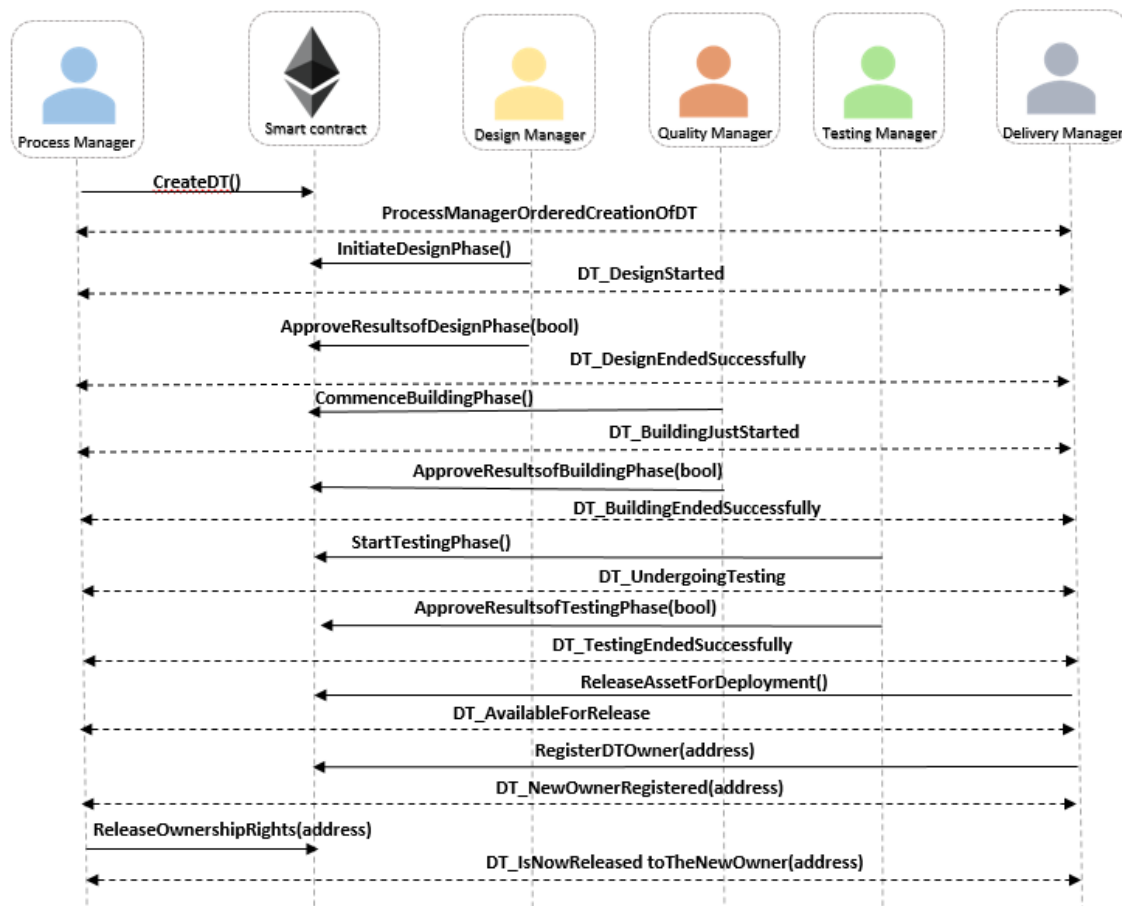 Process Manager
Smart contract
Design Manager
Quality Manager
Testing Manager
Delivery Manager
CreateDT()
ProcessManagerOrderedCreationOfDT
InitiateDesignPhase()
DT_DesignStarted
ApproveResultsofDesignPhase(bool)
DT_DesignEndedSuccessfully
CommenceBuildingPhase()
DT_BuildingJustStarted
ApproveResultsofBuildingPhase(bool)
DT_BuildingEndedSuccessfully
StartTestingPhase()
DT_UndergoingTesting
ApproveResultsofTestingPhase(bool)
DT_TestingEndedSuccessfully
ReleaseAssetForDeployment()
DT_AvailableForRelease
RegisterDTOwner(address)
DT_NewOwnerRegistered(address)
ReleaseOwnershipRights(address)
DT_IsNowReleased toTheNewOwner(address)